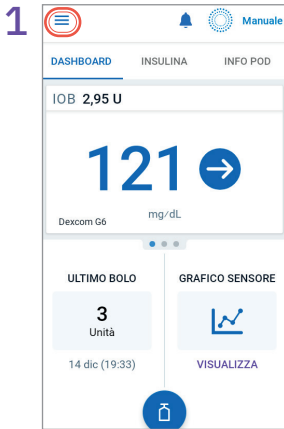 1
Manuale
DASHBOARD INSULINA INFO POD
IOB 2,95 U
121
mg/dL
Dexcom G6
ULTIMO BOLO GRAFICO SENSORE
3
Unità
14 dic (19:33) VISUALIZZA